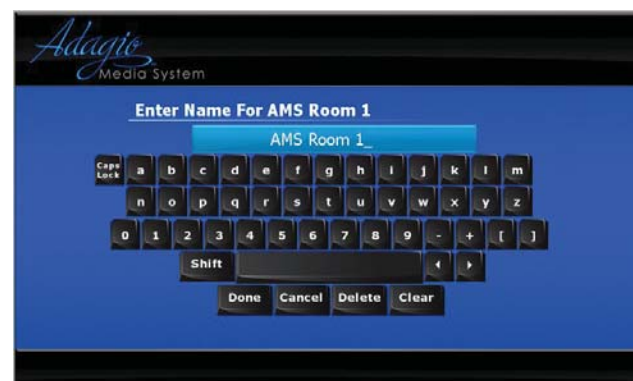 Adagio
Media System
Enter Name For AMS Room 1
AMS Room 1_
Caps Lock a b c d e f g h i j k l m
n o p q r s t u v w x y z
0 1 2 3 4 5 6 7 8 9 - + [ ]
Shift
Done Cancel Delete Clear